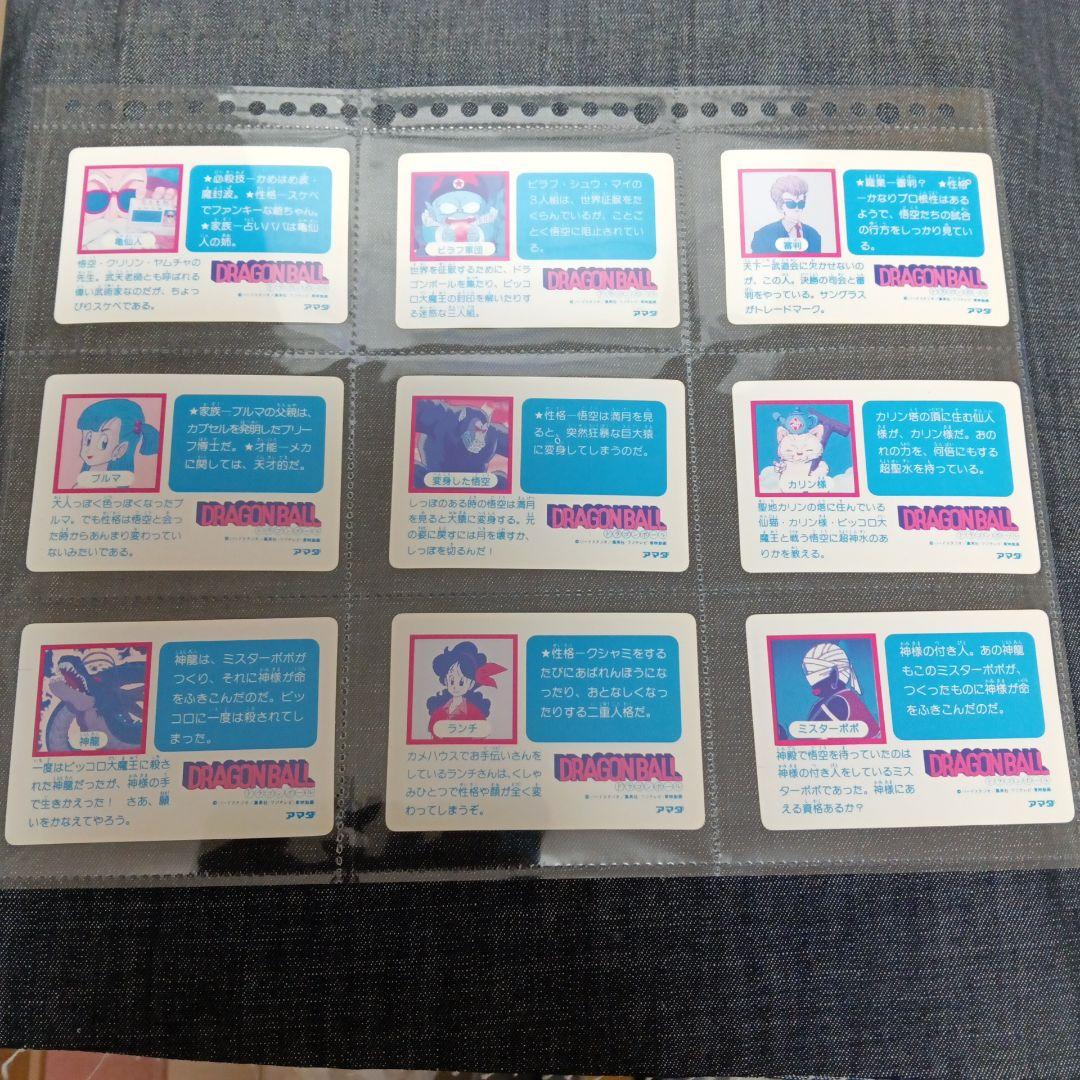 ★必殺技ーかめはめ波・
魔封波。★性格ースケベ
でファンキーな爺ちゃん。
★家族ー占いババは亀仙
人の姉。
亀仙人
悟空・クリリン・ヤムチャの
先生。武天老師とも呼ばれる
偉い武術家なのだが、ちょっ
ぴりスケベである。
DRAGONBALL
アマダ
ピラフ・シュウ・マイの
3人組は、世界征服をた
くらんでいるが、ことご
とく悟空に阻止されてい
る。
ピラフ軍団
世界を征服するために、ドラ
ゴンボールを集たり、ピッコ
ロ大魔王の封印を解いたりす
る迷惑な三人組。
DRAGONBALL
アマダ
★職業ー審判？ ★性格
ーかなりプロ根性はある
ようで、悟空たちの試合
の行方をしっかり見てい
る。
審判
天下一武道会に欠かせないの
が、この人。決勝の司会と審
判をやっている。サングラス
がトレードマーク。
DRAGONBALL
アマダ
★家族ーブルマの父親は、
カプセルを発明したブリー
フ博士だ。★才能ーメカ
に関しては、天才的だ。
ブルマ
大人っぽく色っぽくなったブ
ルマ。でも性格は悟空と会っ
た時からあんまり変わってい
ないみたいである。
DRAGONBALL
アマダ
★性格ー悟空は満月を見
ると、突然狂暴な巨大猿
に変身してしまうのだ。
変身した悟空
しっぽのある時の悟空は満月
を見ると大猿に変身する。元
の姿に戻すには月を壊すか、
しっぽを切るんだ！
DRAGONBALL
アマダ
カリン塔の頂に住む仙人
様が、カリン様だ。おの
れの力を、何倍にもする
超聖水を持っている。
カリン様
聖地カリンの塔に住んでいる
仙猫・カリン様・ピッコロ大
魔王と戦う悟空に超神水のあ
りかを教える。
DRAGONBALL
アマダ
神龍は、ミスターポポが
つくり、それに神様が命
をふきこんだのだ。ピッ
コロに一度は殺されてし
まった。
神龍
一度はピッコロ大魔王に殺さ
れた神龍だったが、神様の手
で生きかえった！ さあ、願
いをかなえてやろう。
DRAGONBALL
アマダ
★性格ークシャミをする
たびにあばれんほうにな
ったり、おとなしくなっ
たりする二重人格だ。
ランチ
カメハウスでお手伝いさんを
しているランチさんは、くしゃ
みひとつで性格や顔が全く変
わってしまうぞ。
DRAGONBALL
アマダ
神様の付き人。あの神龍
もこのミスターポポが、
つくったものに神様が命
をふきこんだのだ。
ミスターポポ
神殿で悟空を待っていたのは
神様の付き人をしているミス
ターポポであった。神様にあ
える資格あるか？
DRAGONBALL
アマダ